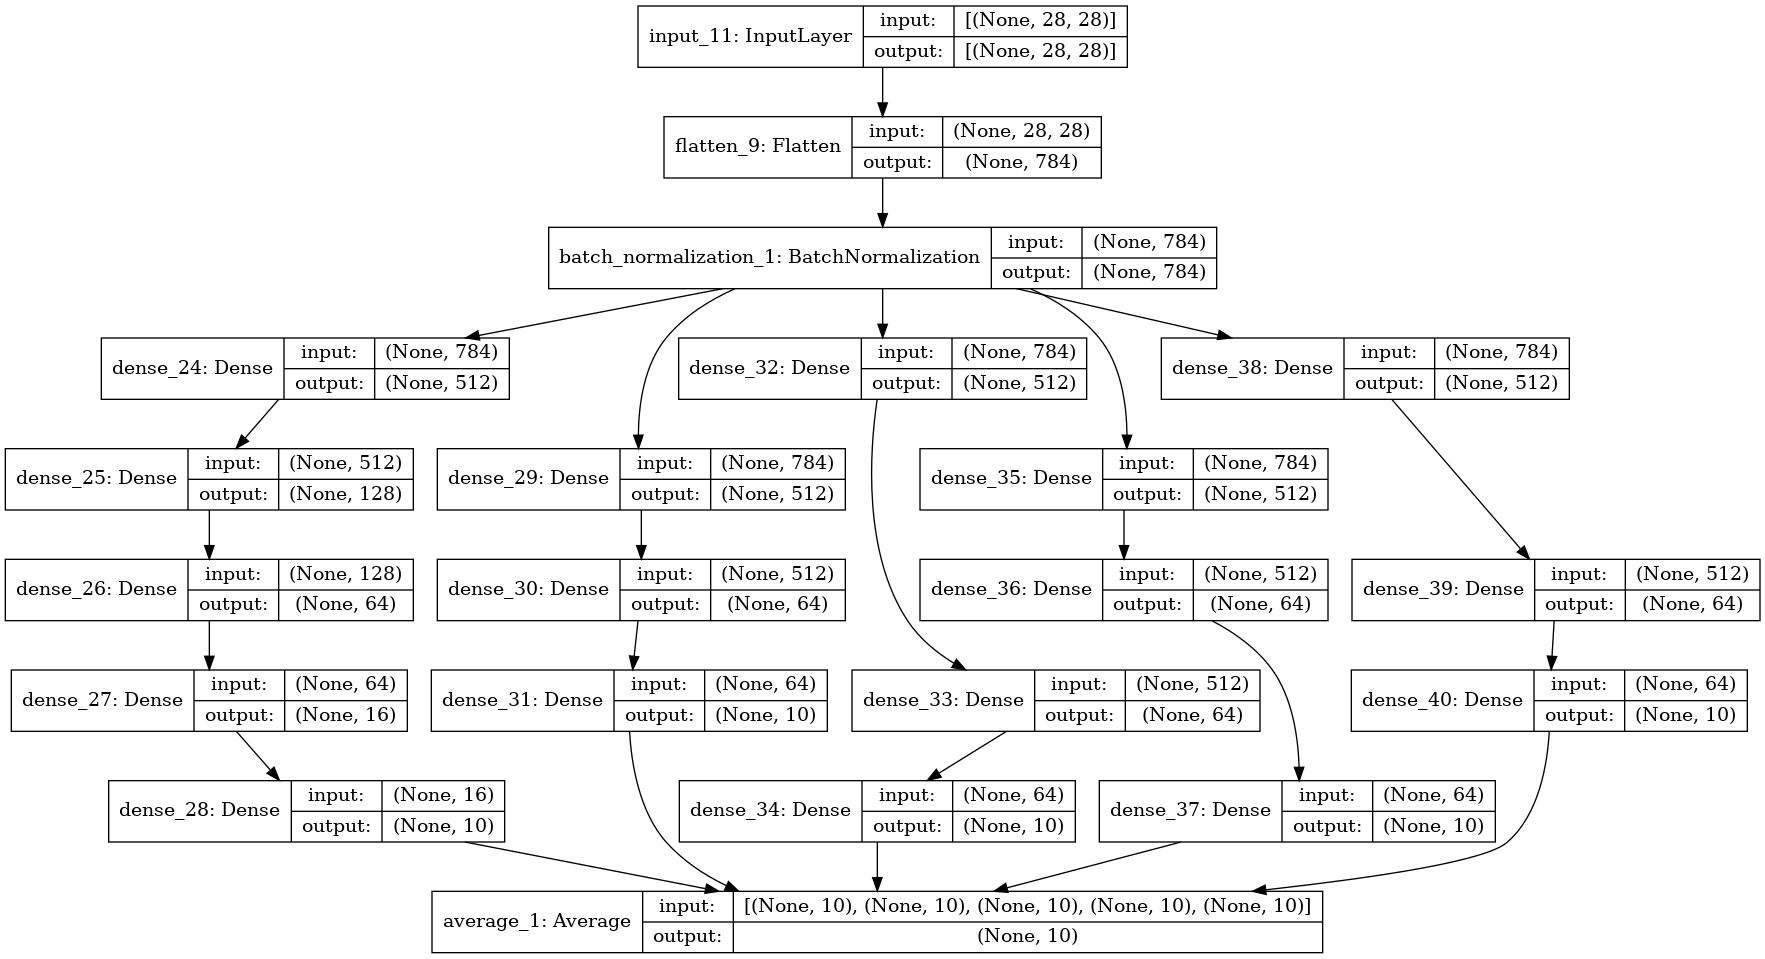 input_11: InputLayer
input: [(None, 28, 28)]
output: [(None, 28, 28)]
flatten_9: Flatten
input: (None, 28, 28)
output: (None, 784)
batch_normalization_1: BatchNormalization
input: (None, 784)
output: (None, 784)
dense_24: Dense
input: (None, 784)
output: (None, 512)
dense_32: Dense
input: (None, 784)
output: (None, 512)
dense_38: Dense
input: (None, 784)
output: (None, 512)
dense_25: Dense
input: (None, 512)
output: (None, 128)
dense_29: Dense
input: (None, 784)
output: (None, 512)
dense_35: Dense
input: (None, 784)
output: (None, 512)
dense_26: Dense
input: (None, 128)
output: (None, 64)
dense_30: Dense
input: (None, 512)
output: (None, 64)
dense_36: Dense
input: (None, 512)
output: (None, 64)
dense_39: Dense
input: (None, 512)
output: (None, 64)
dense_27: Dense
input: (None, 64)
output: (None, 16)
dense_31: Dense
input: (None, 64)
output: (None, 10)
dense_33: Dense
input: (None, 512)
output: (None, 64)
dense_40: Dense
input: (None, 64)
output: (None, 10)
dense_28: Dense
input: (None, 16)
output: (None, 10)
dense_34: Dense
input: (None, 64)
output: (None, 10)
dense_37: Dense
input: (None, 64)
output: (None, 10)
average_1: Average
input: [(None, 10), (None, 10), (None, 10), (None, 10), (None, 10)]
output: (None, 10)